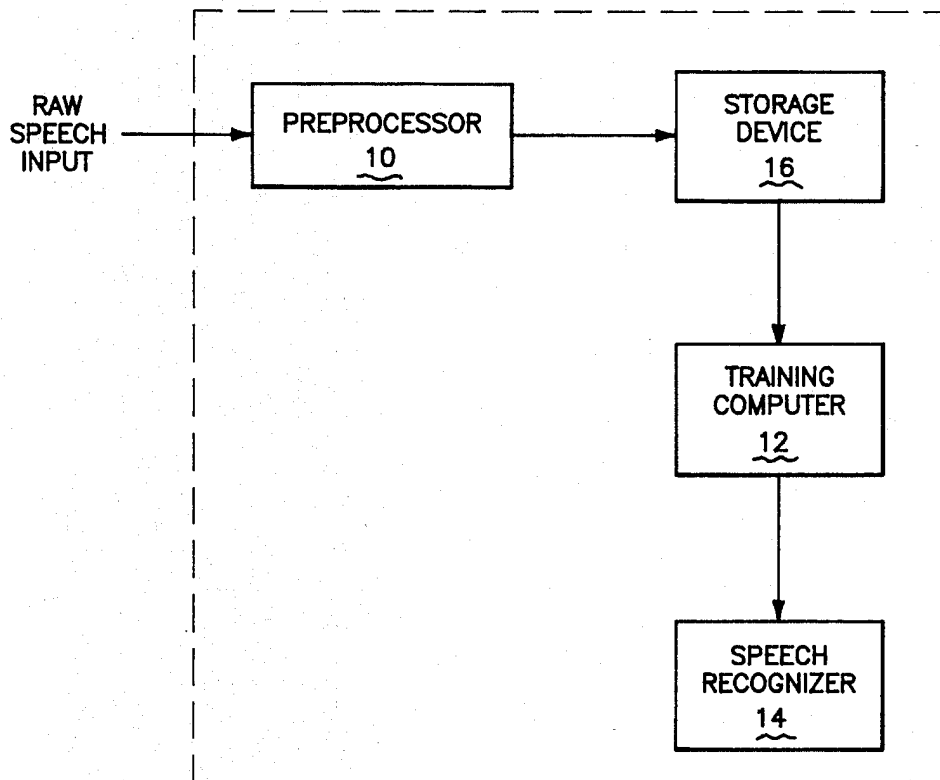 RAW
SPEECH
INPUT
PREPROCESSOR
10
STORAGE
DEVICE
16
TRAINING
COMPUTER
12
SPEECH
RECOGNIZER
14